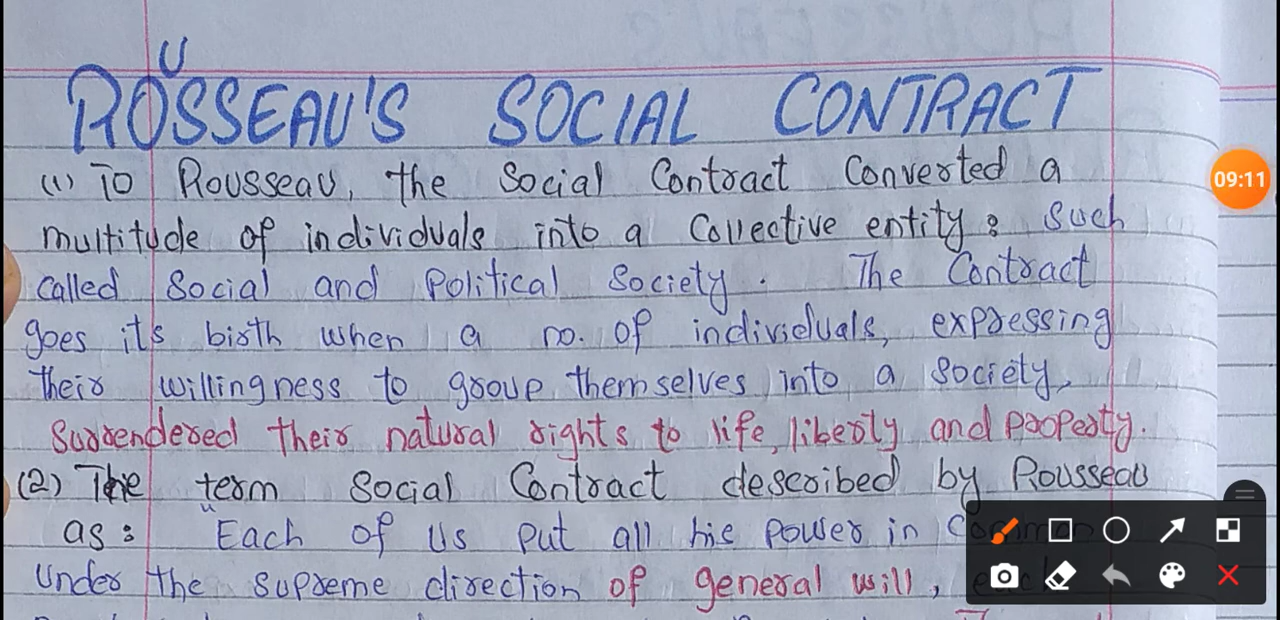 ROUSSEAU'S SOCIAL CONTRACT
(1) To Rousseau, the Social Contract Converted a
multitude of individuals into a Collective entity: Such
called Social and Political Society. The Contract
goes its birth when a no. of individuals, expressing
their willingness to group themselves into a society,
Surrendered their natural rights to life, liberty and property.
(2) The term Social Contract described by Rousseau
as: "Each of us put all his power in
under the supreme direction of general will,
09:11